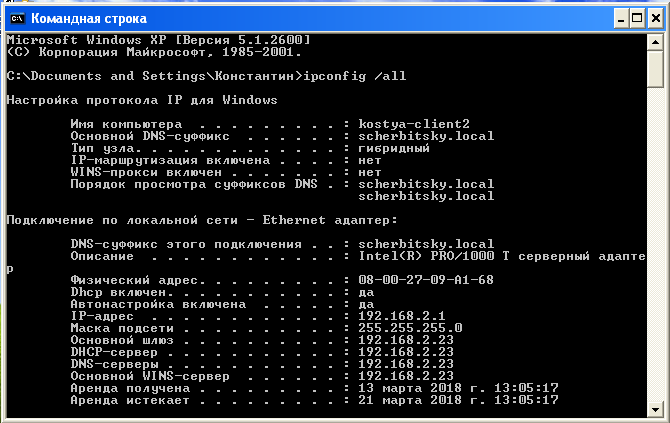 Командная строка
Microsoft Windows XP [Версия 5.1.2600]
(C) Корпорация Майкрософт, 1985-2001.
C:\Documents and Settings\Константин>ipconfig /all
Настройка протокола IP для Windows
Имя компьютера . . . . . . . . . : kostya-client2
Основной DNS-суффикс . . . . . . : scherbitsky.local
Тип узла. . . . . . . . . . . . . : гибридный
IP-маршрутизация включена . . . . : нет
WINS-прокси включен . . . . . . . : нет
Порядок просмотра суффиксов DNS . : scherbitsky.local
scherbitsky.local
Подключение по локальной сети - Ethernet адаптер:
DNS-суффикс этого подключения . . : scherbitsky.local
Описание . . . . . . . . . . . . : Intel(R) PRO/1000 T серверный адапте
р
Физический адрес. . . . . . . . . : 08-00-27-09-A1-68
Dhcp включен. . . . . . . . . . . : да
Автонастройка включена . . . . . : да
IP-адрес . . . . . . . . . . . . : 192.168.2.1
Маска подсети . . . . . . . . . . : 255.255.255.0
Основной шлюз . . . . . . . . . . : 192.168.2.23
DHCP-сервер . . . . . . . . . . . : 192.168.2.23
DNS-серверы . . . . . . . . . . . : 192.168.2.23
Основной WINS-сервер . . . . . . : 192.168.2.23
Аренда получена . . . . . . . . . : 13 марта 2018 г. 13:05:17
Аренда истекает . . . . . . . . . : 21 марта 2018 г. 13:05:17